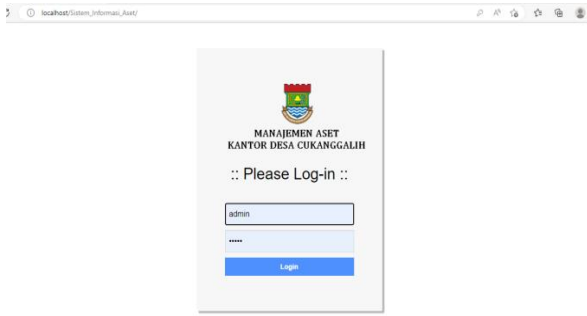 localhost/Sistem_Informasi_Aset/
MANAJEMEN ASET
KANTOR DESA CUKANGGALIH
:: Please Log-in ::
admin
•••••
Login